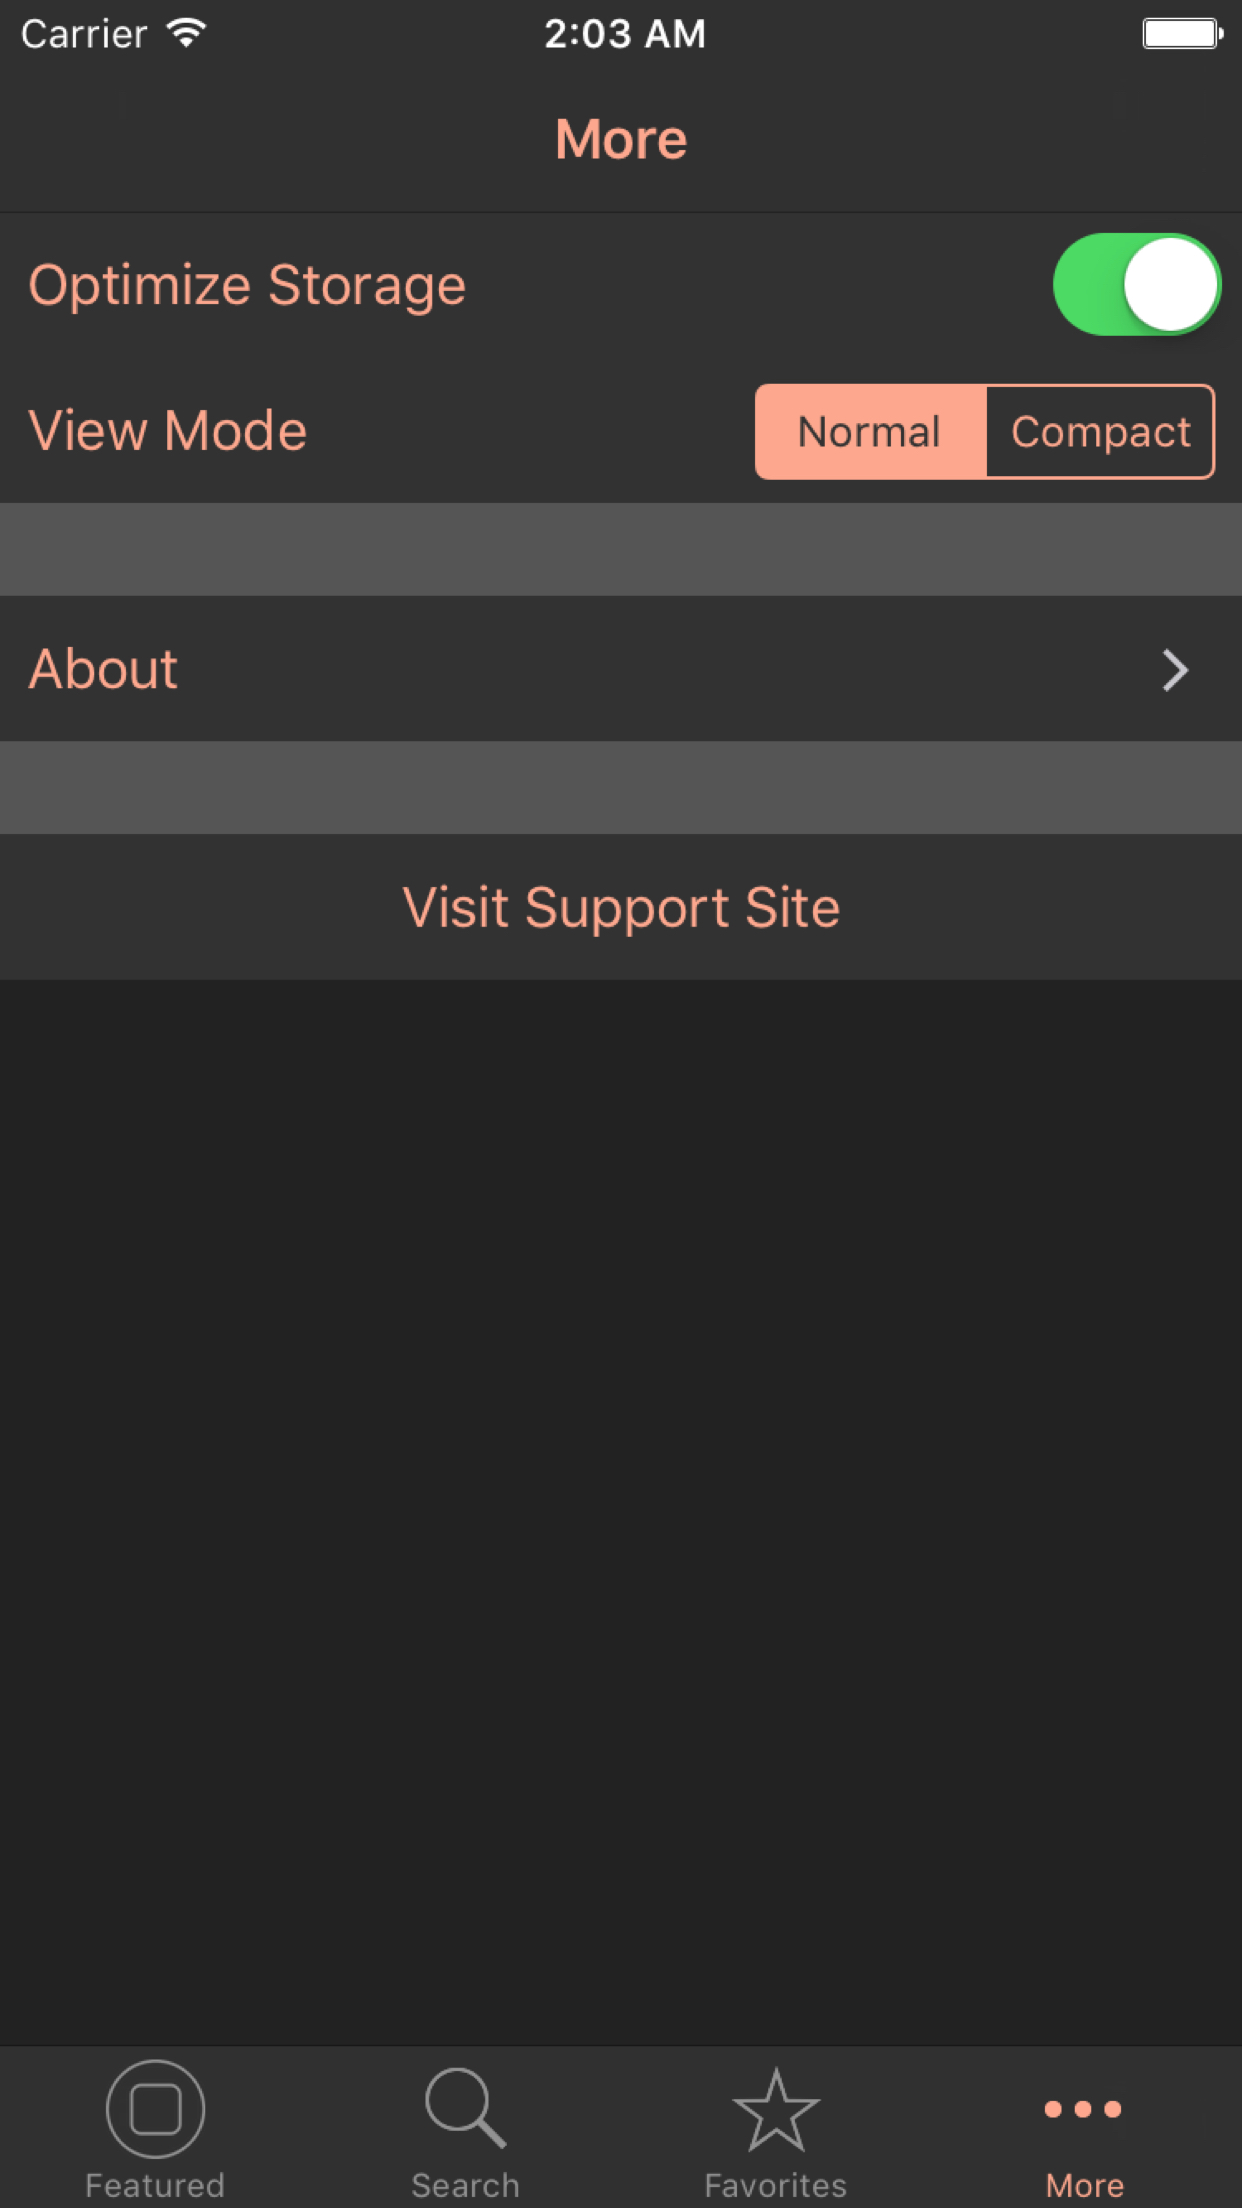 Carrier 2:03 AM
More
Optimize Storage
View Mode Normal Compact
About
Visit Support Site
Featured Search Favorites More